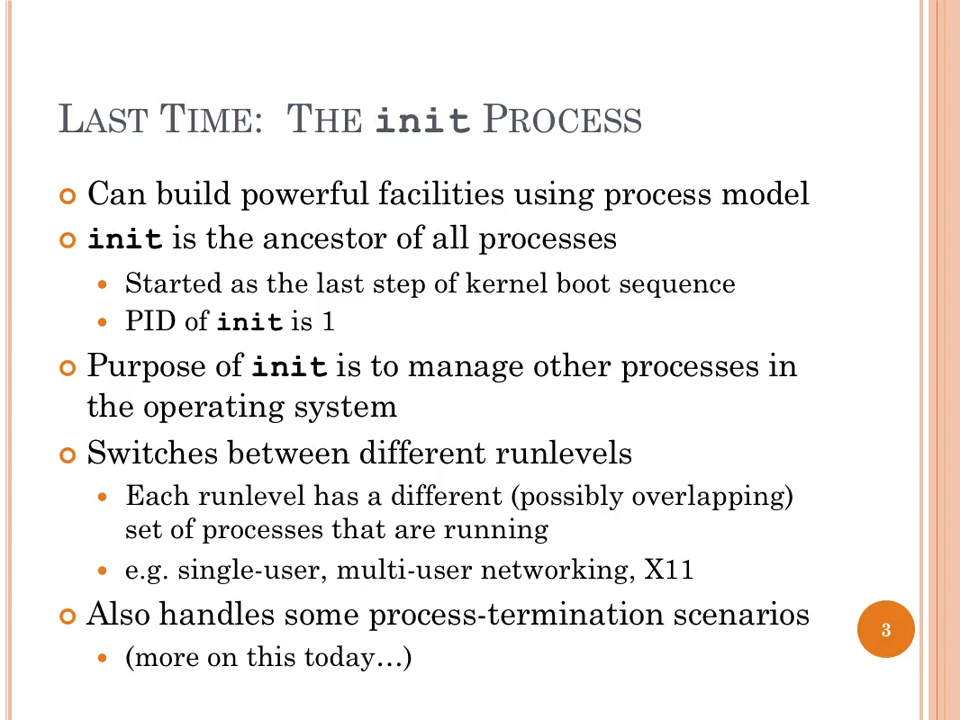 LAST TIME: THE init PROCESS
Can build powerful facilities using process model
init is the ancestor of all processes
Started as the last step of kernel boot sequence
PID of init is 1
Purpose of init is to manage other processes in
the operating system
Switches between different runlevels
Each runlevel has a different (possibly overlapping)
set of processes that are running
e.g. single-user, multi-user networking, X11
Also handles some process-termination scenarios
(more on this today…)
3